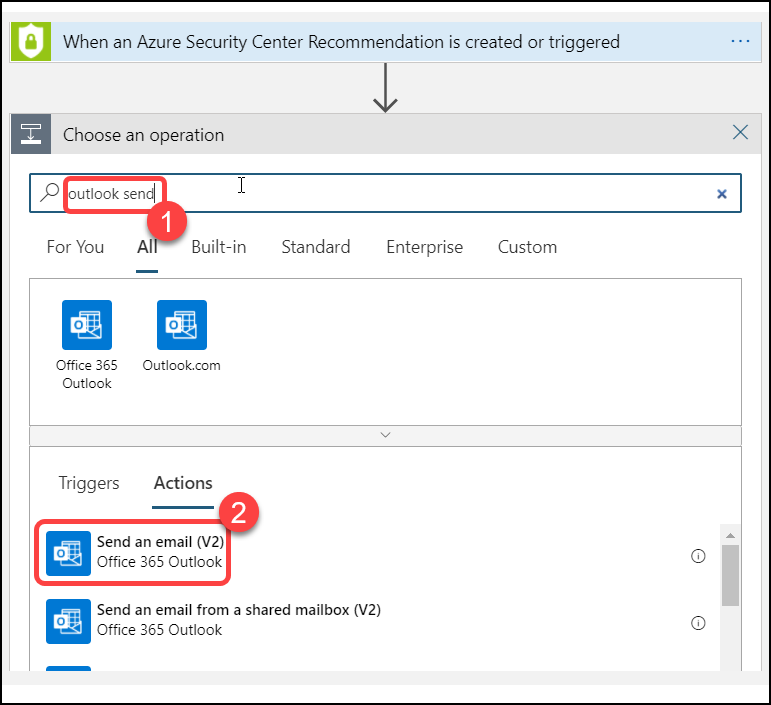 When an Azure Security Center Recommendation is created or triggered
...
Choose an operation
outlook send
1
For You All Built-in Standard Enterprise Custom
Office 365
Outlook
Outlook.com
Triggers Actions
2
Send an email (V2)
Office 365 Outlook
Send an email from a shared mailbox (V2)
Office 365 Outlook